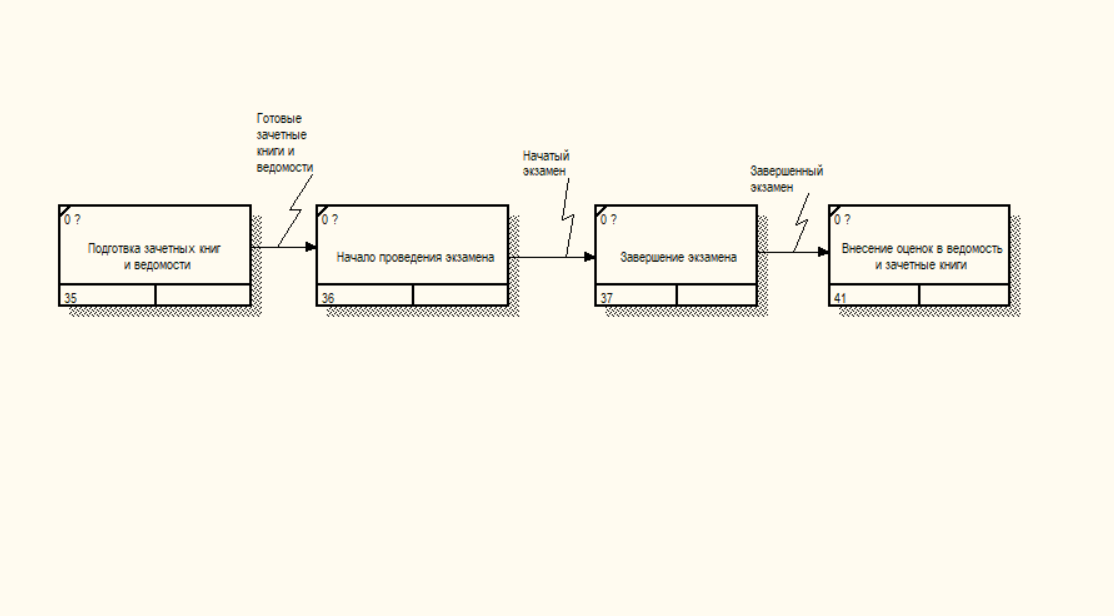 Готовые
зачетные
книги и
ведомости
Начатый
экзамен
Завершенный
экзамен
0 ?
Подготвка зачетных книг
и ведомости
35
0 ?
Начало проведения экзамена
36
0 ?
Завершение экзамена
37
0 ?
Внесение оценок в ведомость
и зачетные книги
41